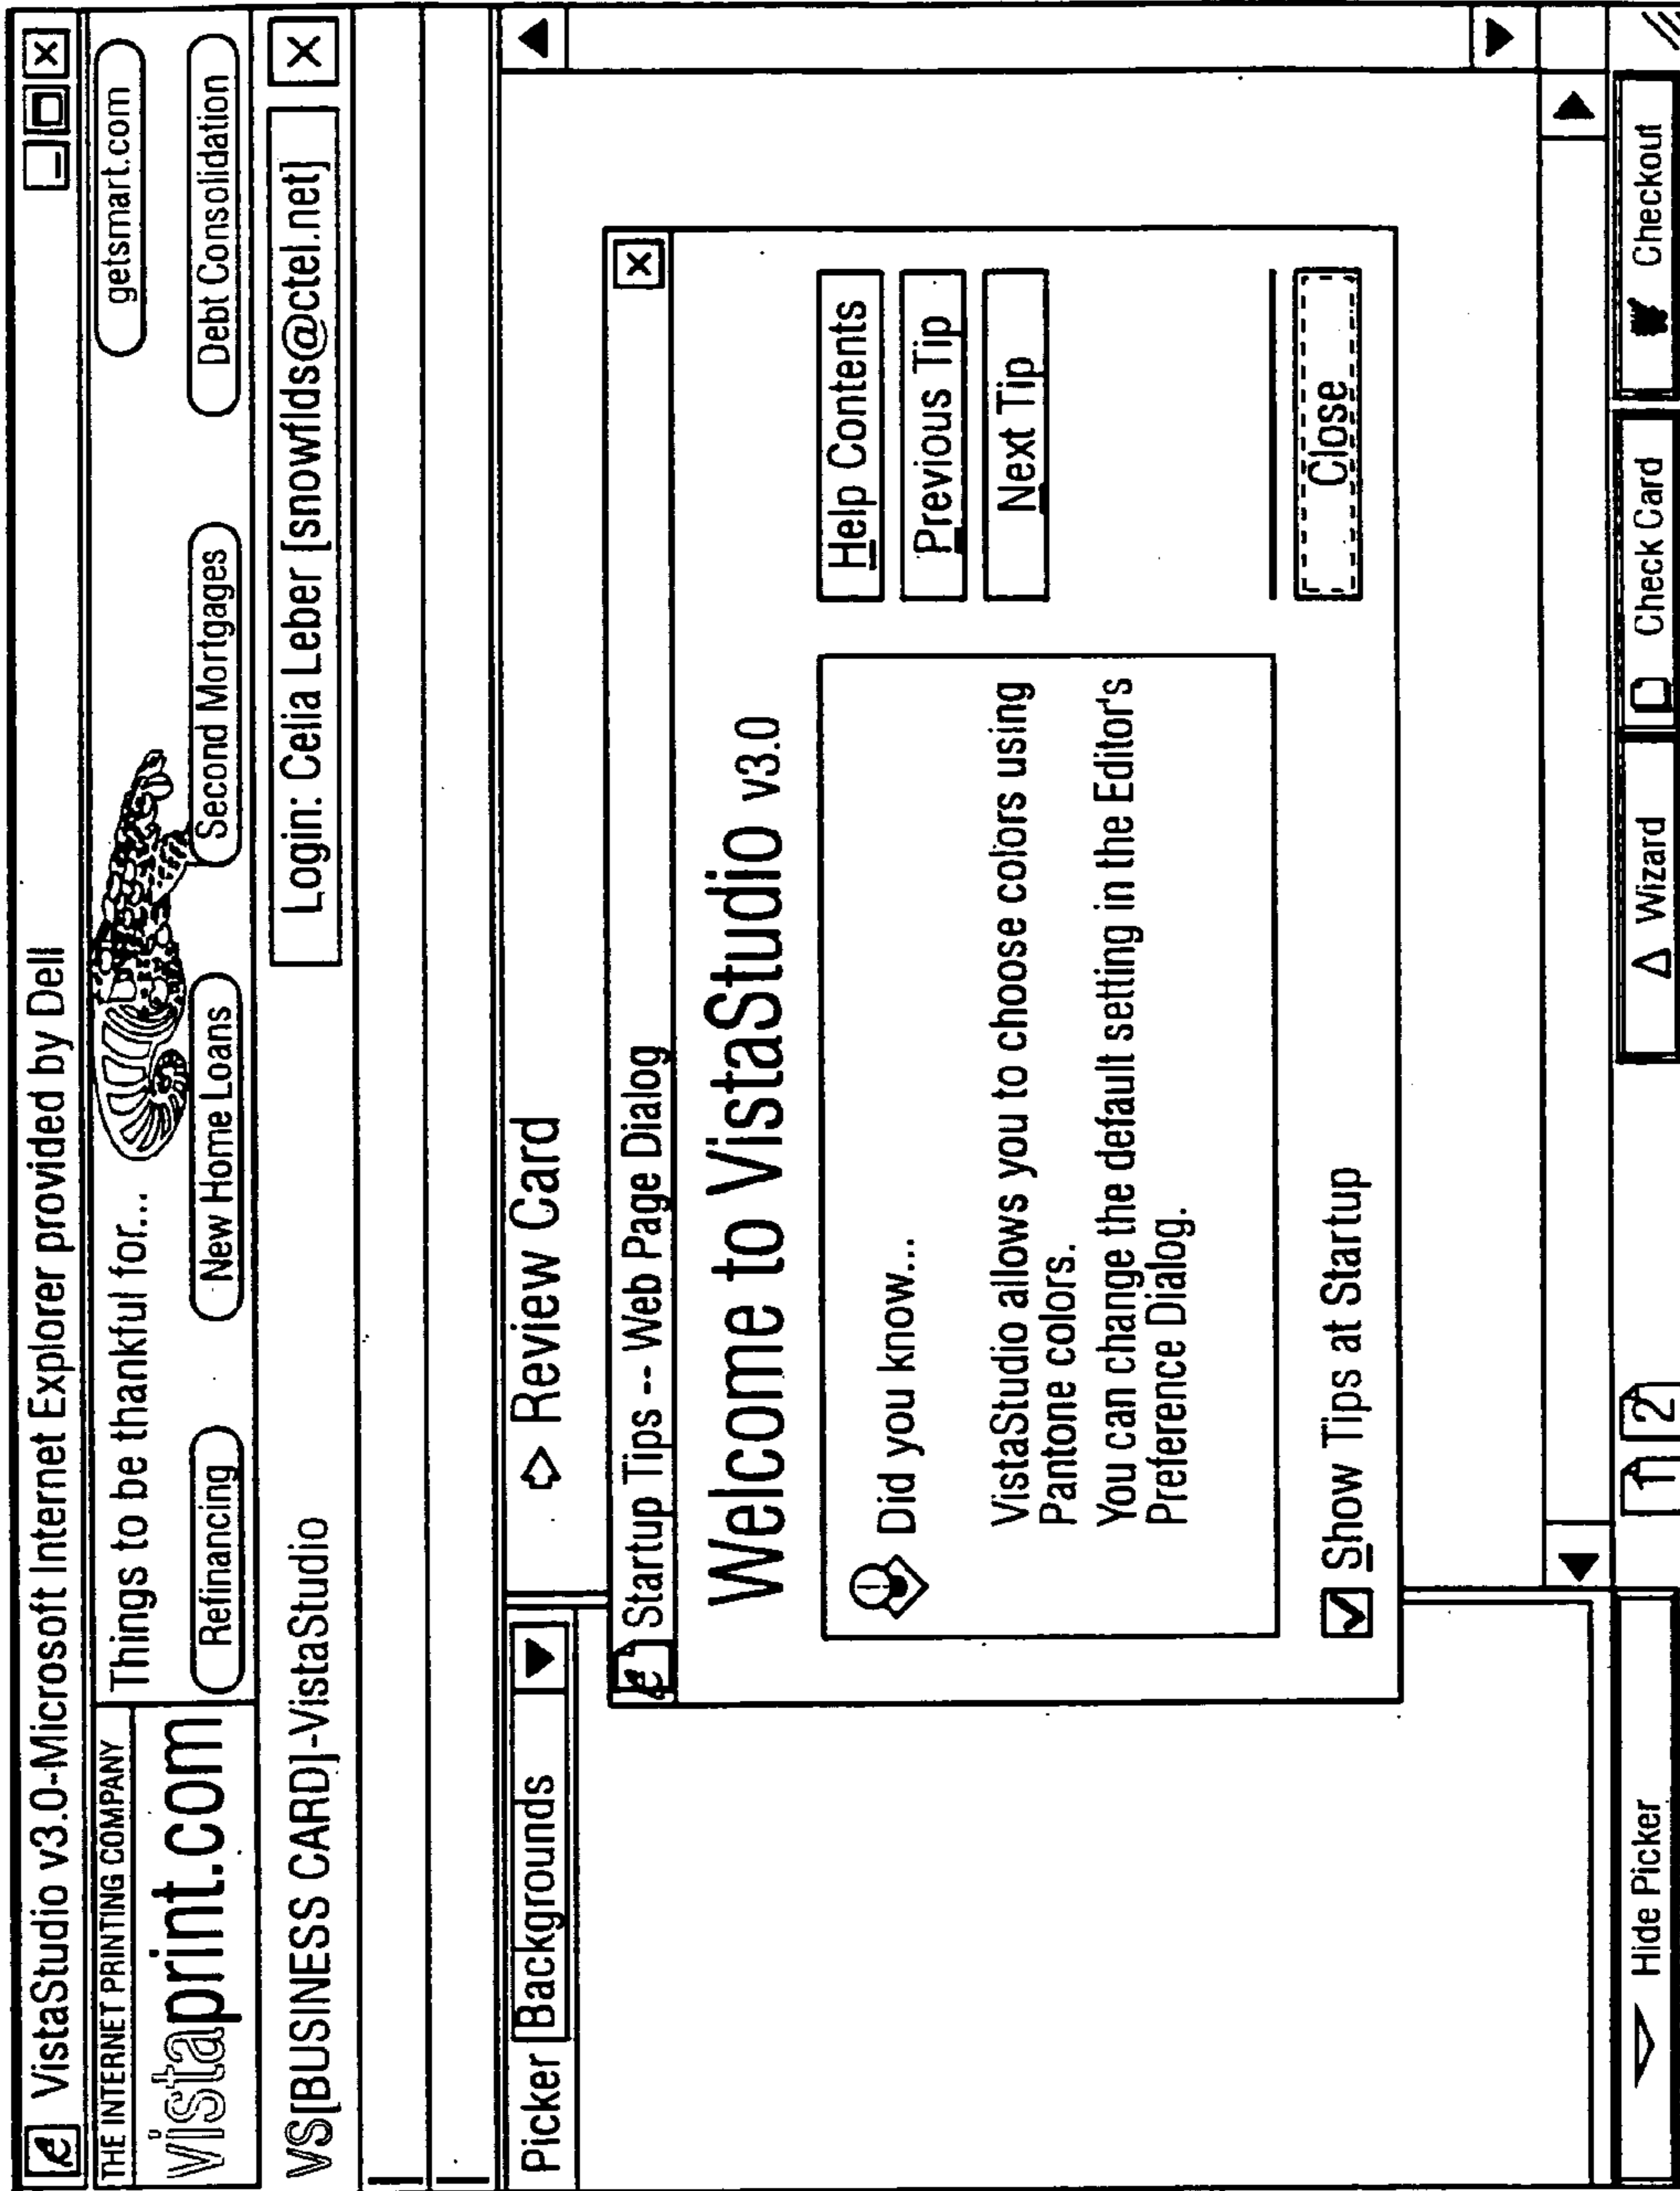 VistaStudio v3.0-Microsoft Internet Explorer provided by Dell
THE INTERNET PRINTING COMPANY
vistaprint.com
Things to be thankful for...
getsmart.com
Refinancing
New Home Loans
Second Mortgages
Debt Consolidation
VS[BUSINESS CARD]-VistaStudio
Login: Celia Leber [snowflds@ctel.net]
Picker Backgrounds
Review Card
Startup Tips -- Web Page Dialog
Welcome to VistaStudio v3.0
Did you know...
VistaStudio allows you to choose colors using
Pantone colors.
You can change the default setting in the Editor's
Preference Dialog.
Help Contents
Previous Tip
Next Tip
Show Tips at Startup
Close
Hide Picker
1 2
Wizard
Check Card
Checkout